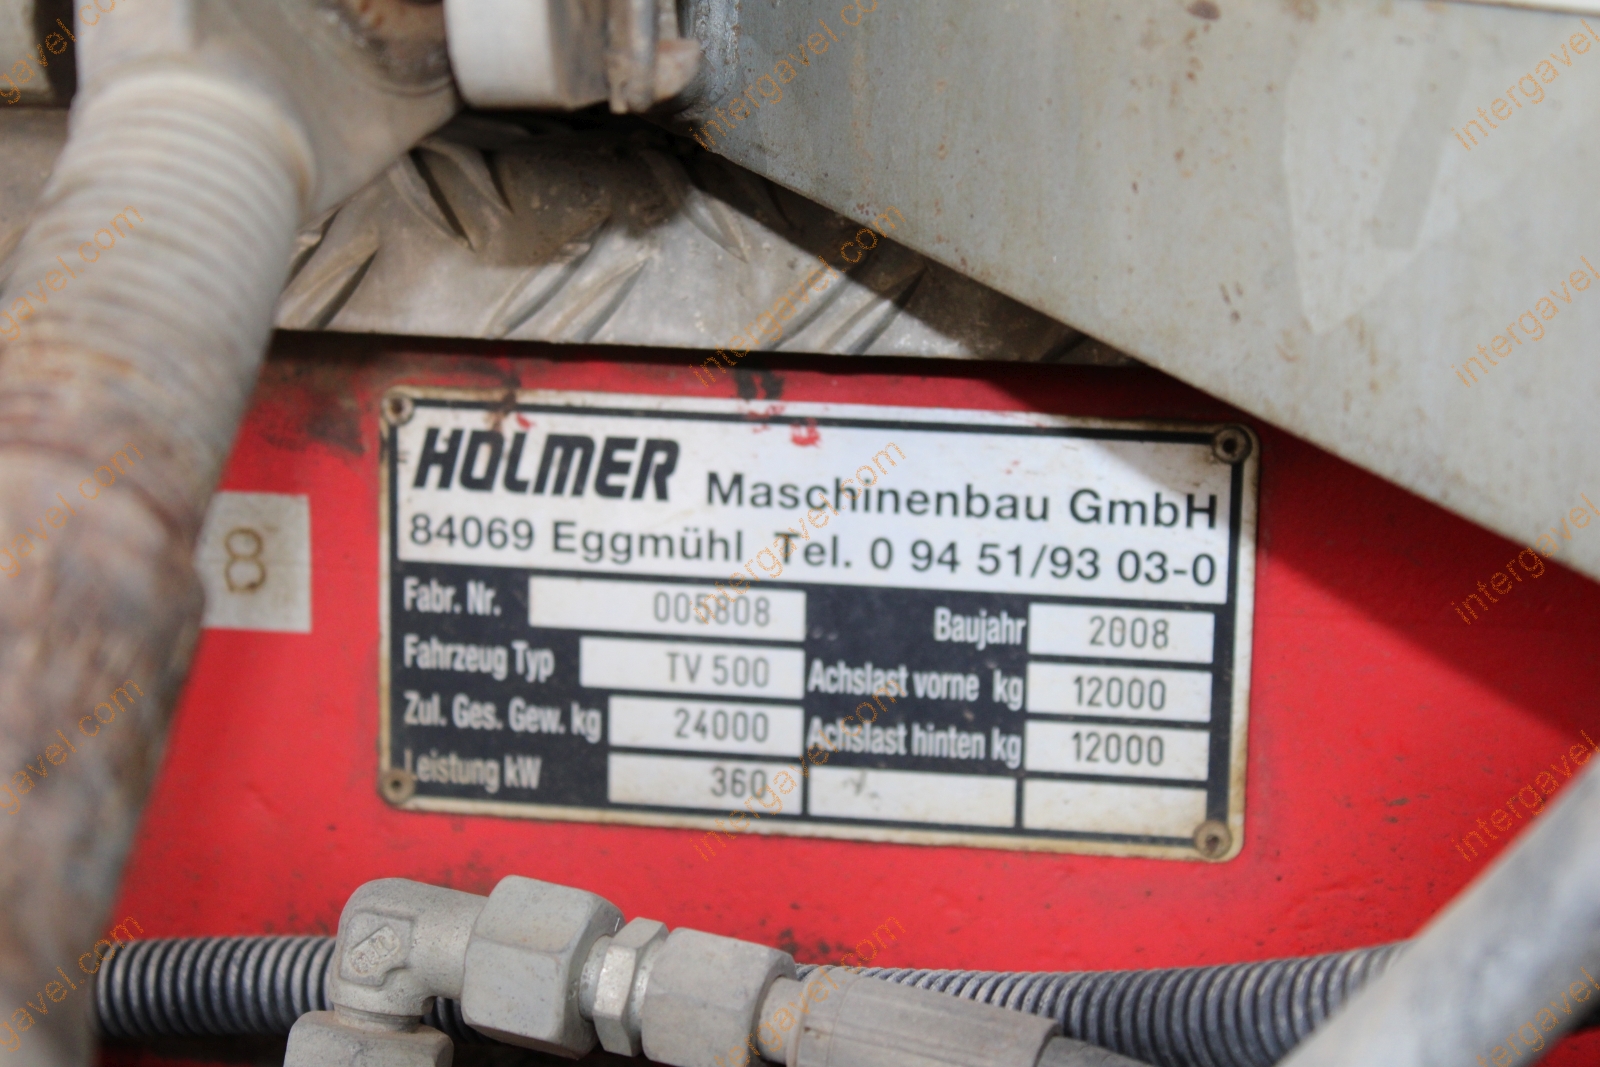 HOLMER Maschinenbau GmbH
84069 Eggmühl Tel. 0 94 51/93 03-0
Fabr. Nr. 005808 Baujahr 2008
Fahrzeug Typ TV 500 Achslast vorne kg 12000
Zul. Ges. Gew. kg 24000 Achslast hinten kg 12000
Leistung kW 360
8
intergavel.com